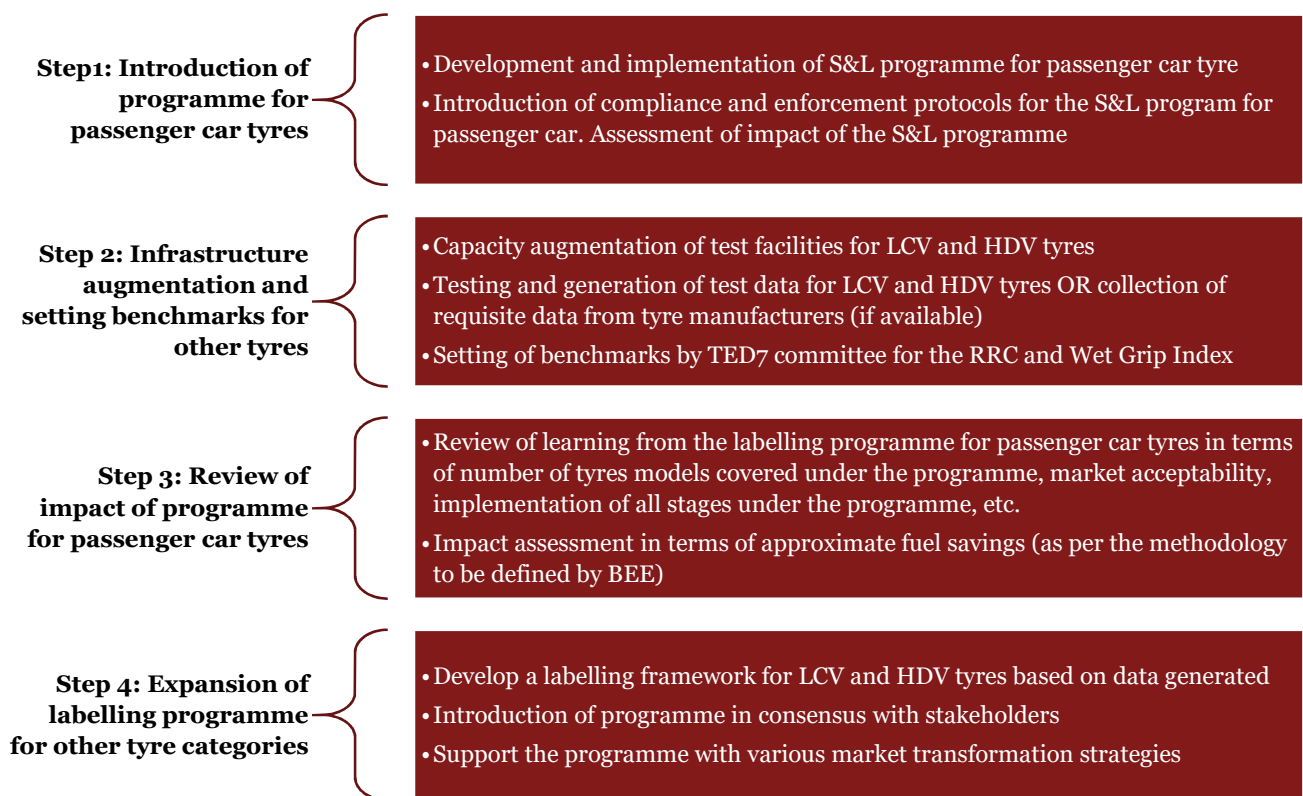 Step1: Introduction of
programme for
passenger car tyres
•Development and implementation of S&L programme for passenger car tyre
•Introduction of compliance and enforcement protocols for the S&L program for
passenger car. Assessment of impact of the S&L programme
Step 2: Infrastructure
augmentation and
setting benchmarks for
other tyres
•Capacity augmentation of test facilities for LCV and HDV tyres
•Testing and generation of test data for LCV and HDV tyres OR collection of
requisite data from tyre manufacturers (if available)
•Setting of benchmarks by TED7 committee for the RRC and Wet Grip Index
Step 3: Review of
impact of programme
for passenger car tyres
•Review of learning from the labelling programme for passenger car tyres in terms
of number of tyres models covered under the programme, market acceptability,
implementation of all stages under the programme, etc.
•Impact assessment in terms of approximate fuel savings (as per the methodology
to be defined by BEE)
Step 4: Expansion of
labelling programme
for other tyre categories
•Develop a labelling framework for LCV and HDV tyres based on data generated
•Introduction of programme in consensus with stakeholders
•Support the programme with various market transformation strategies